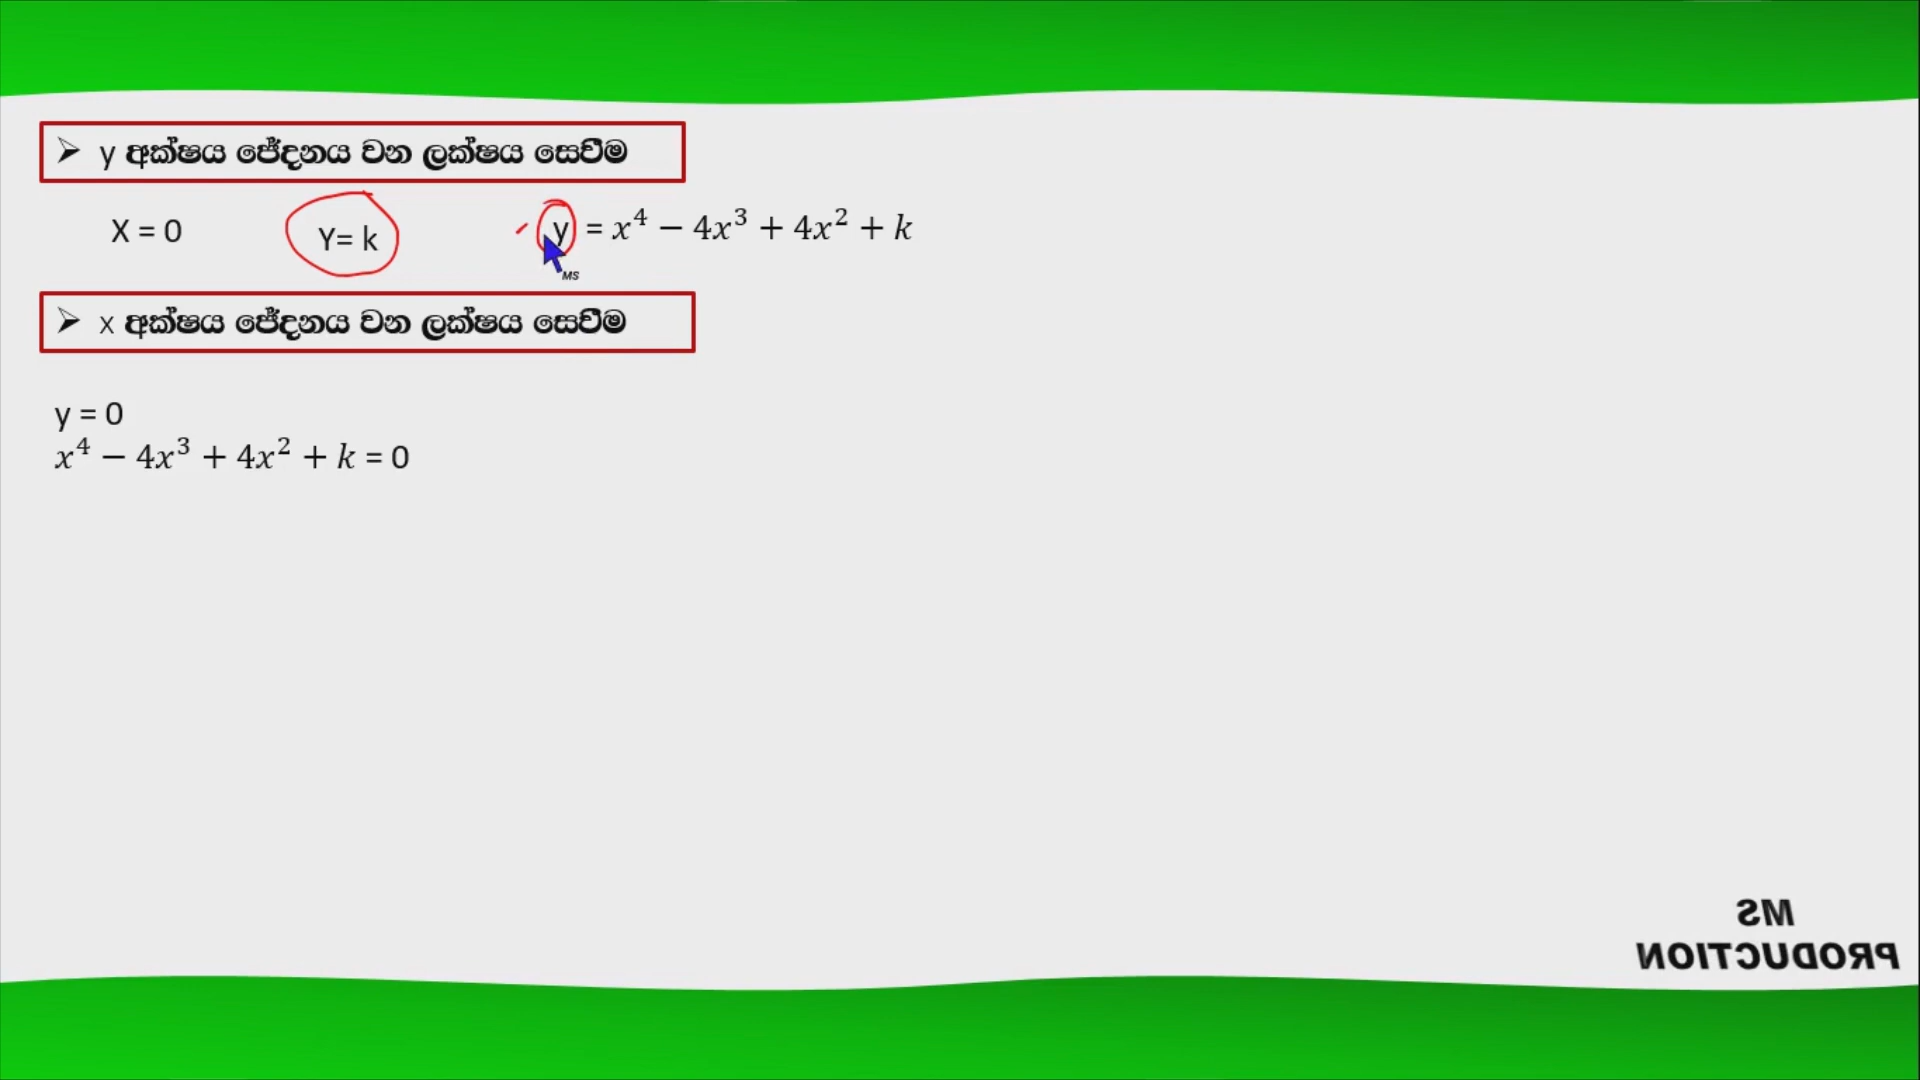 ➢ y අක්ෂය ඡේදනය වන ලක්ෂය සෙවීම
X = 0 Y= k y = x⁴ − 4x³ + 4x² + k
MS
➢ x අක්ෂය ඡේදනය වන ලක්ෂය සෙවීම
y = 0
x⁴ − 4x³ + 4x² + k = 0
MS
PRODUCTION